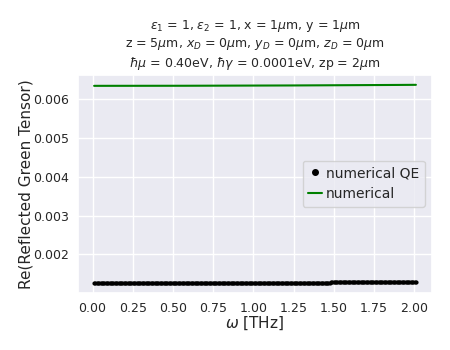 ε₁ = 1, ε₂ = 1, x = 1μm, y = 1μm
z = 5μm, x_D = 0μm, y_D = 0μm, z_D = 0μm
ℏμ = 0.40eV, ℏγ = 0.0001eV, zp = 2μm
Re(Reflected Green Tensor)
0.006
0.005
0.004
0.003
0.002
numerical QE
numerical
0.00 0.25 0.50 0.75 1.00 1.25 1.50 1.75 2.00
ω [THz]